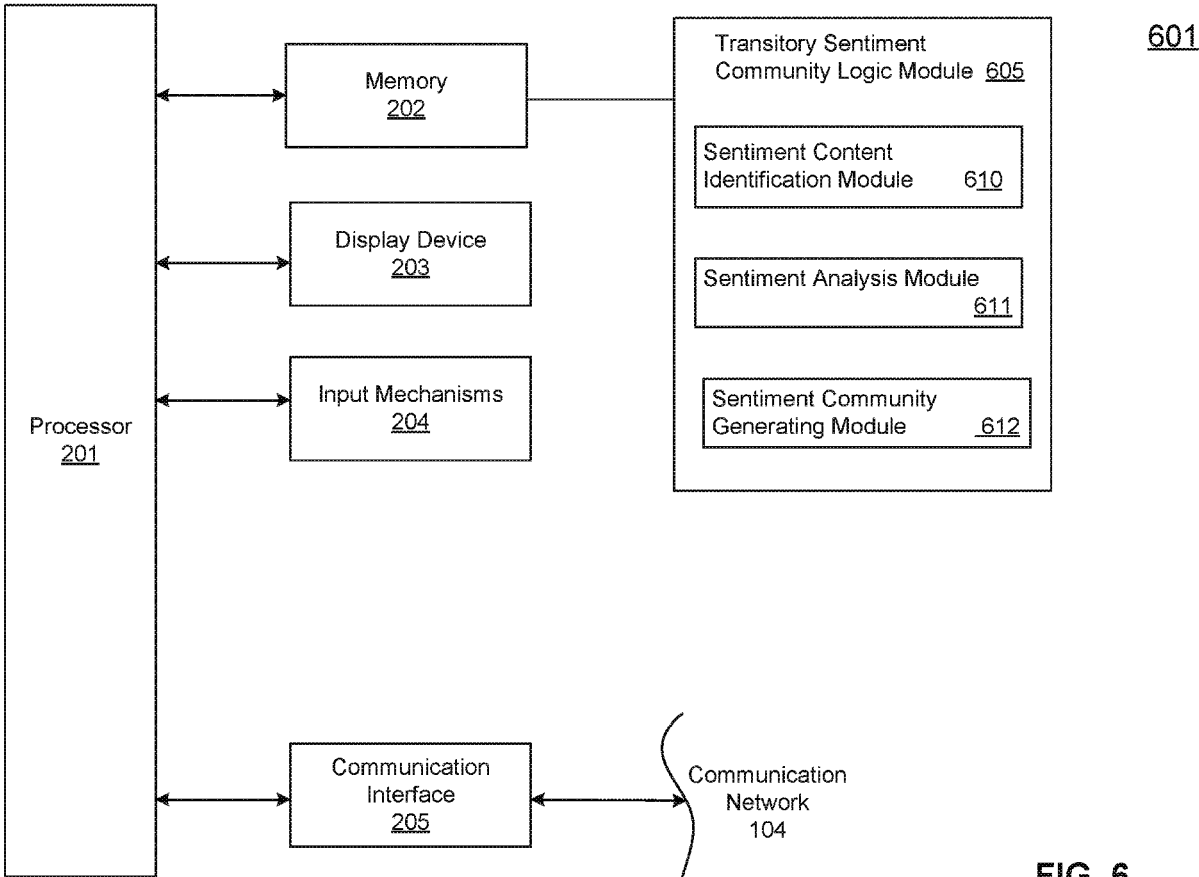 601
Transitory Sentiment
Community Logic Module 605
Memory
202
Sentiment Content
Identification Module 610
Display Device
203
Sentiment Analysis Module
611
Input Mechanisms
204
Sentiment Community
Generating Module 612
Processor
201
Communication
Interface
205
Communication
Network
104
FIG. 6